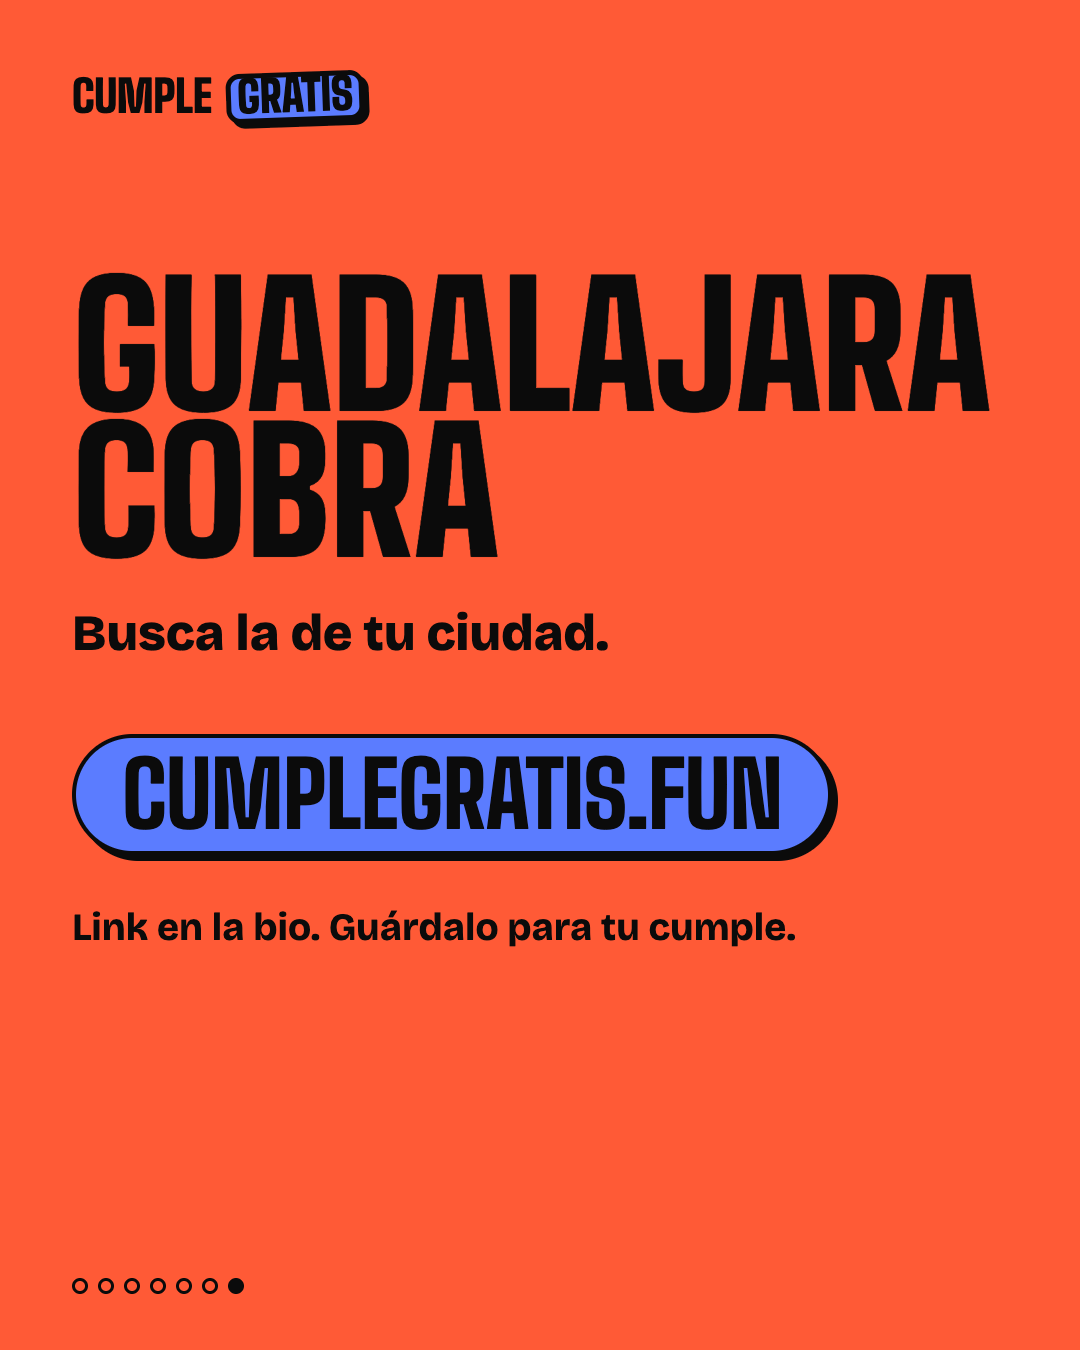 CUMPLE GRATIS
GUADALAJARA
COBRA
Busca la de tu ciudad.
CUMPLEGRATIS.FUN
Link en la bio. Guárdalo para tu cumple.